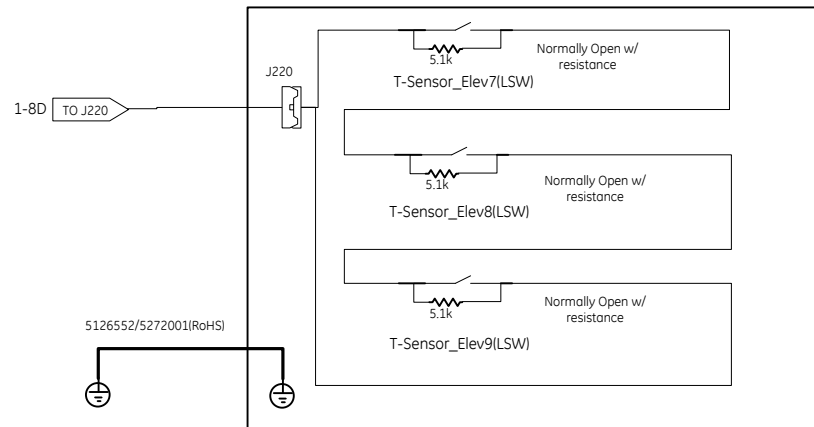 J220
1-8D
TO J220
5.1k
Normally Open w/
resistance
T-Sensor_Elev7(LSW)
5.1k
Normally Open w/
resistance
T-Sensor_Elev8(LSW)
5.1k
Normally Open w/
resistance
T-Sensor_Elev9(LSW)
5126552/5272001(RoHS)